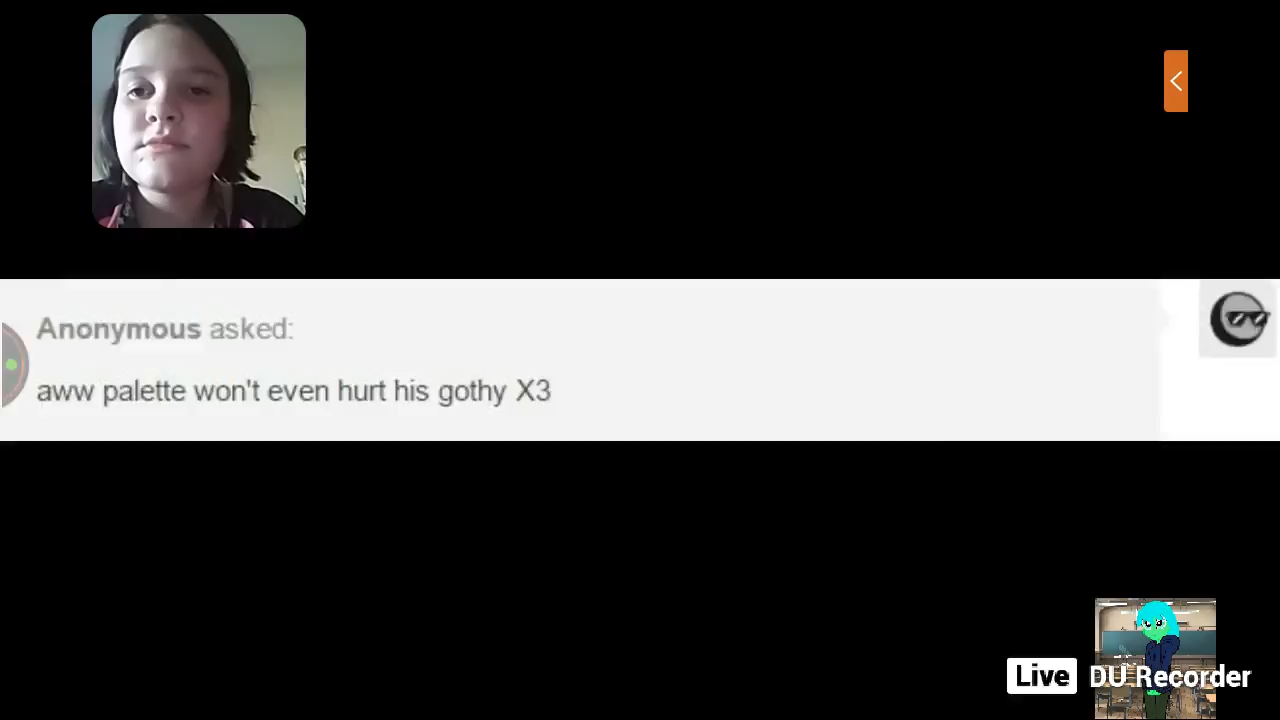 Anonymous asked:
aww palette won't even hurt his gothy X3
Live DU Recorder